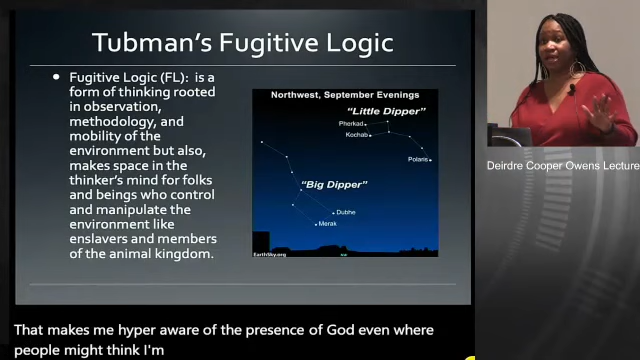 Tubman's Fugitive Logic
• Fugitive Logic (FL): is a
form of thinking rooted
in observation,
methodology, and
mobility of the
environment but also,
makes space in the
thinker's mind for folks
and beings who control
and manipulate the
environment like
enslavers and members
of the animal kingdom.
Northwest, September Evenings
"Little Dipper"
Pherkad
Kochab
Polaris
"Big Dipper"
Dubhe
Merak
EarthSky.org
NW
Deirdre Cooper Owens Lecture
That makes me hyper aware of the presence of God even where
people might think I'm